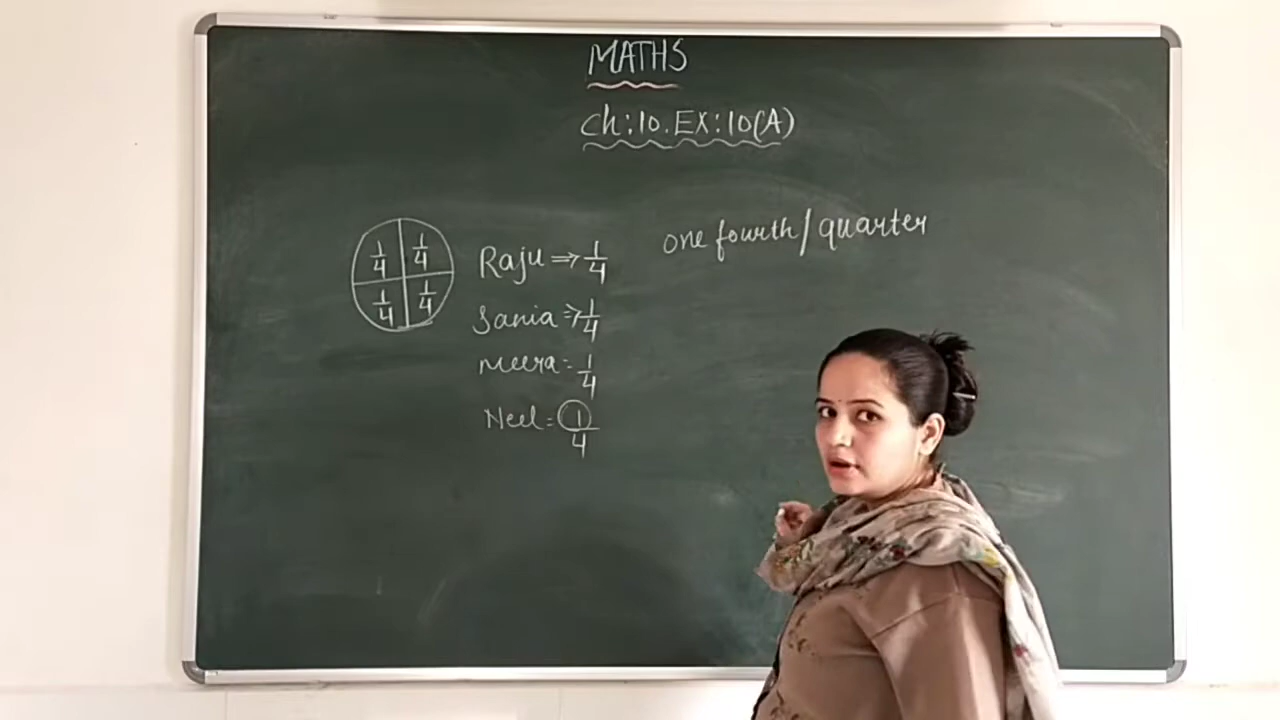 MATHS
Ch:10. EX:10(A)
one fourth/quarter
1/4 1/4
1/4 1/4
Raju ⇒ 1/4
Sania ⇒ 1/4
Meera = 1/4
Neel = 1/4